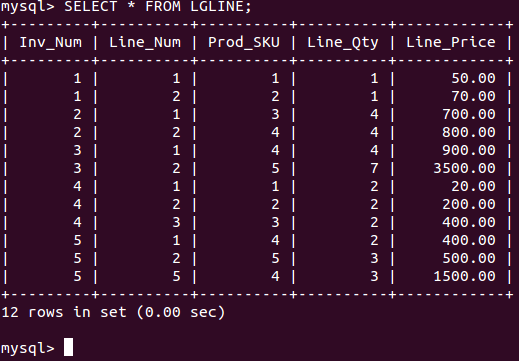 mysql> SELECT * FROM LGLINE;
+---------+----------+----------+----------+------------+
| Inv_Num | Line_Num | Prod_SKU | Line_Qty | Line_Price |
+---------+----------+----------+----------+------------+
|       1 |        1 |        1 |        1 |      50.00 |
|       1 |        2 |        2 |        1 |      70.00 |
|       2 |        1 |        3 |        4 |     700.00 |
|       2 |        2 |        4 |        4 |     800.00 |
|       3 |        1 |        4 |        4 |     900.00 |
|       3 |        2 |        5 |        7 |    3500.00 |
|       4 |        1 |        1 |        2 |      20.00 |
|       4 |        2 |        2 |        2 |     200.00 |
|       4 |        3 |        3 |        2 |     400.00 |
|       5 |        1 |        4 |        2 |     400.00 |
|       5 |        2 |        5 |        3 |     500.00 |
|       5 |        5 |        4 |        3 |    1500.00 |
+---------+----------+----------+----------+------------+
12 rows in set (0.00 sec)
mysql>